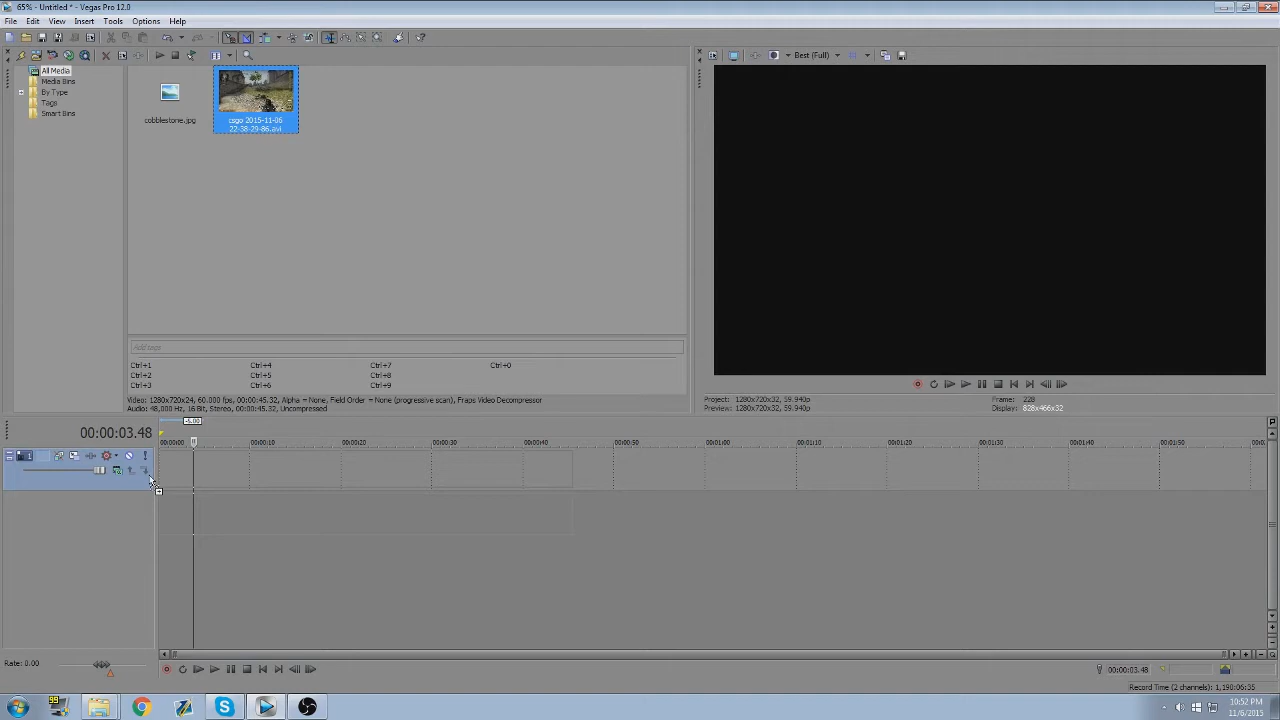 65% - Untitled * - Vegas Pro 12.0
File Edit View Insert Tools Options Help
Best (Full)
All Media
Media Bins
By Type
Tags
Smart Bins
cobblestone.jpg
csgo 2015-11-06
22-38-29-86.avi
Add tags
Ctrl+1 Ctrl+4 Ctrl+7 Ctrl+0
Ctrl+2 Ctrl+5 Ctrl+8
Ctrl+3 Ctrl+6 Ctrl+9
Video: 1280x720x24, 60.000 fps, 00:00:45.32, Alpha = None, Field Order = None (progressive scan), Fraps Video Decompressor
Audio: 48,000 Hz, 16 Bit, Stereo, 00:00:45.32, Uncompressed
Project: 1280x720x32, 59.940p
Preview: 1280x720x32, 59.940p
Frame: 228
Display: 828x466x32
-6.00
00:00:03.48
00:00:00 00:00:10 00:00:20 00:00:30 00:00:40 00:00:50 00:01:00 00:01:10 00:01:20 00:01:30 00:01:40 00:01:50
1
Rate: 0.00
00:00:03.48
Record Time (2 channels): 1,190:06:35
99
10:52 PM
11/6/2015